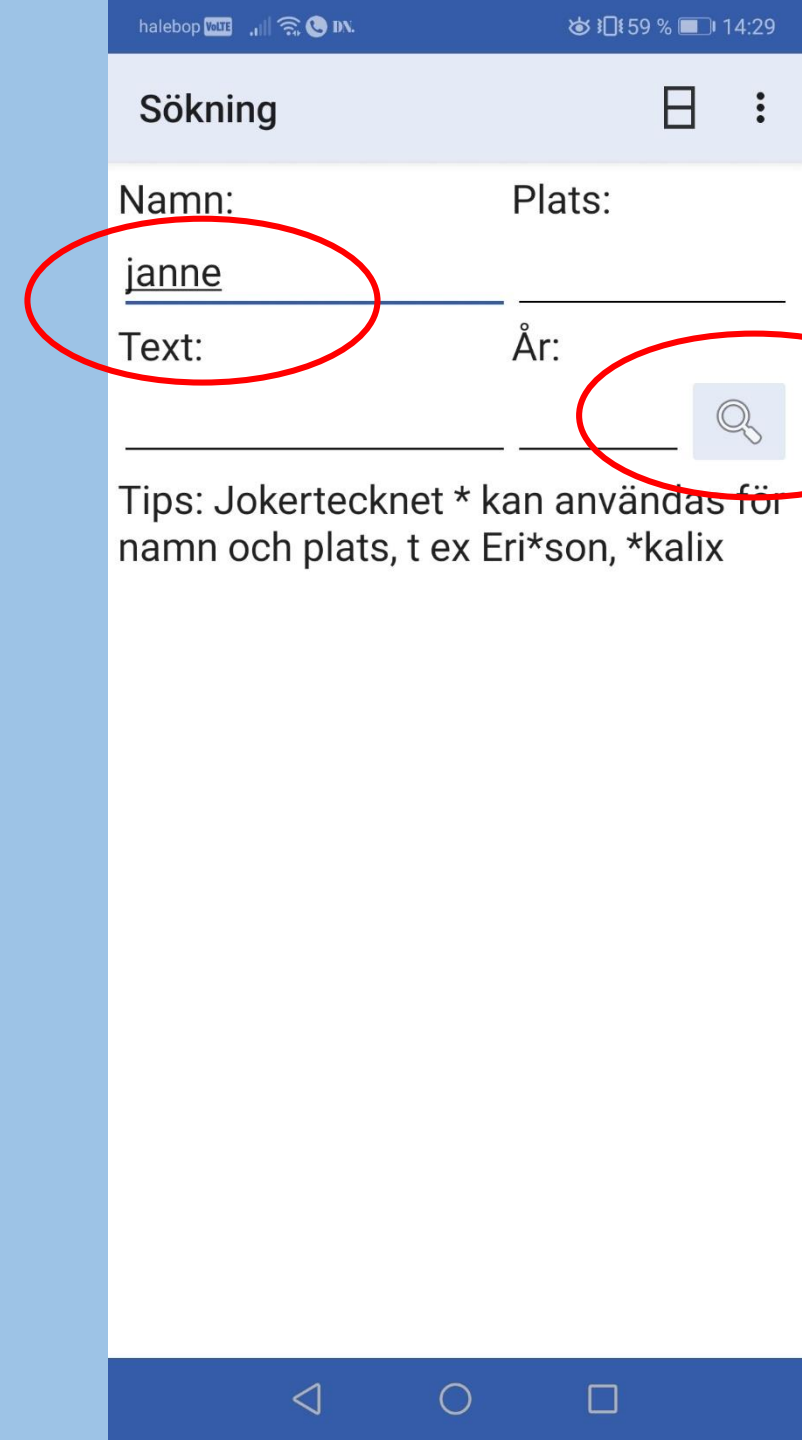 halebop VoLTE DN. 59 % 14:29
Sökning
Namn: Plats:
janne
Text: År:
Tips: Jokertecknet * kan användas för
namn och plats, t ex Eri*son, *kalix